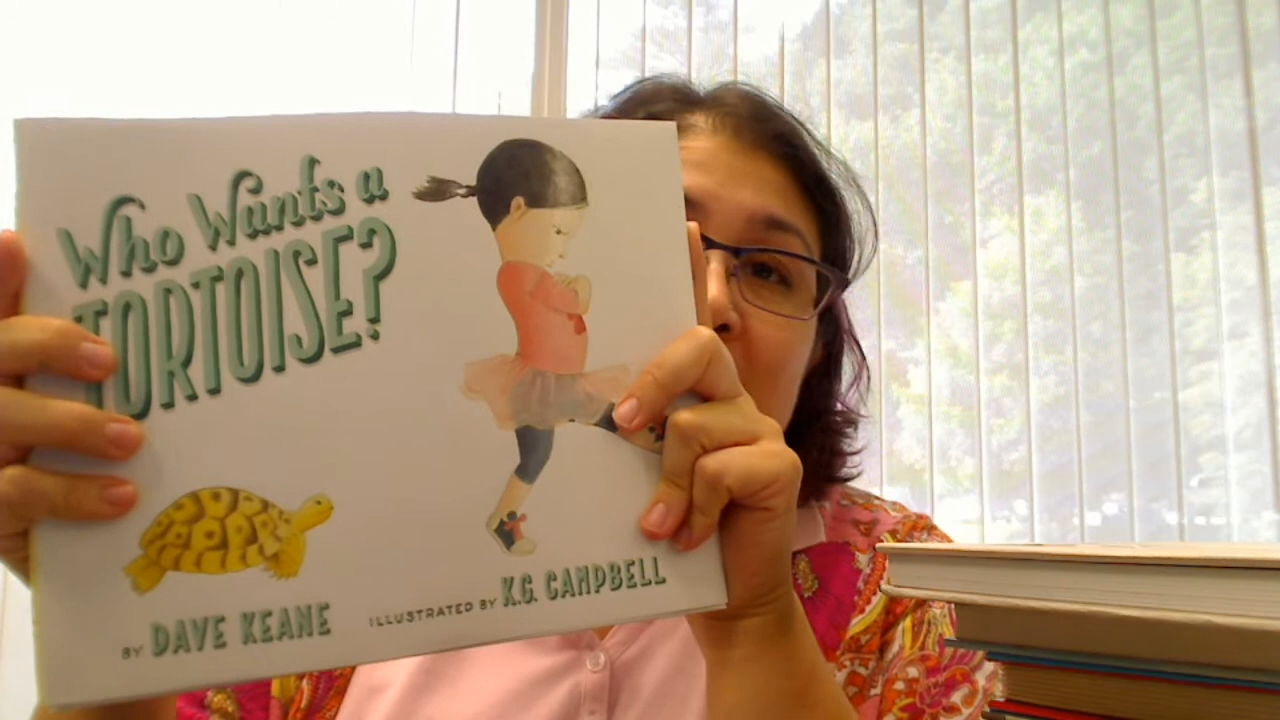 Who Wants a
TORTOISE?
BY DAVE KEANE
ILLUSTRATED BY K.G. CAMPBELL